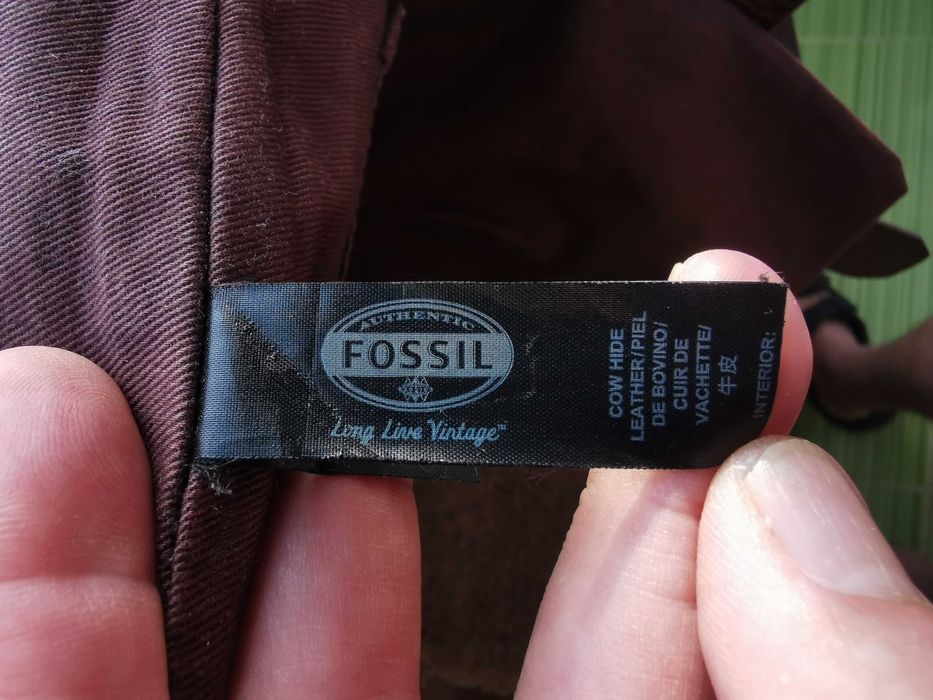 AUTHENTIC
FOSSIL
Long Live Vintage™
COW HIDE
LEATHER/PIEL
DE BOVINO/
CUIR DE
VACHETTE/
牛皮
INTERIOR: